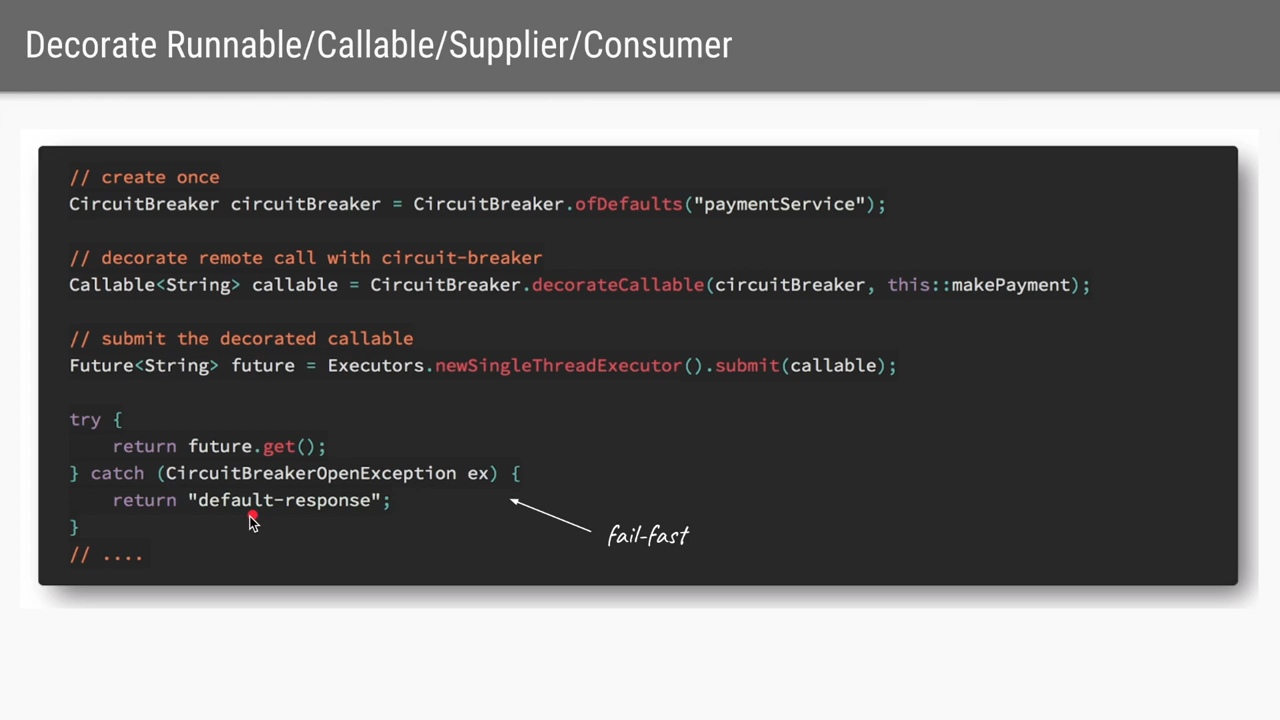 Decorate Runnable/Callable/Supplier/Consumer
// create once
CircuitBreaker circuitBreaker = CircuitBreaker.ofDefaults("paymentService");
// decorate remote call with circuit-breaker
Callable<String> callable = CircuitBreaker.decorateCallable(circuitBreaker, this::makePayment);
// submit the decorated callable
Future<String> future = Executors.newSingleThreadExecutor().submit(callable);
try {
    return future.get();
} catch (CircuitBreakerOpenException ex) {
    return "default-response";
}
fail-fast
// ....